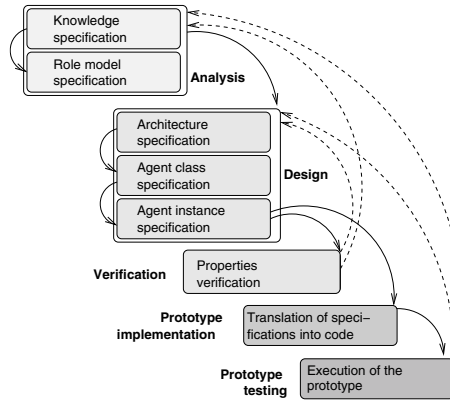 Knowledge
specification
Role model
specification
Analysis
Architecture
specification
Agent class
specification
Design
Agent instance
specification
Verification
Properties
verification
Prototype
implementation
Translation of speci-
fications into code
Prototype
testing
Execution of the
prototype